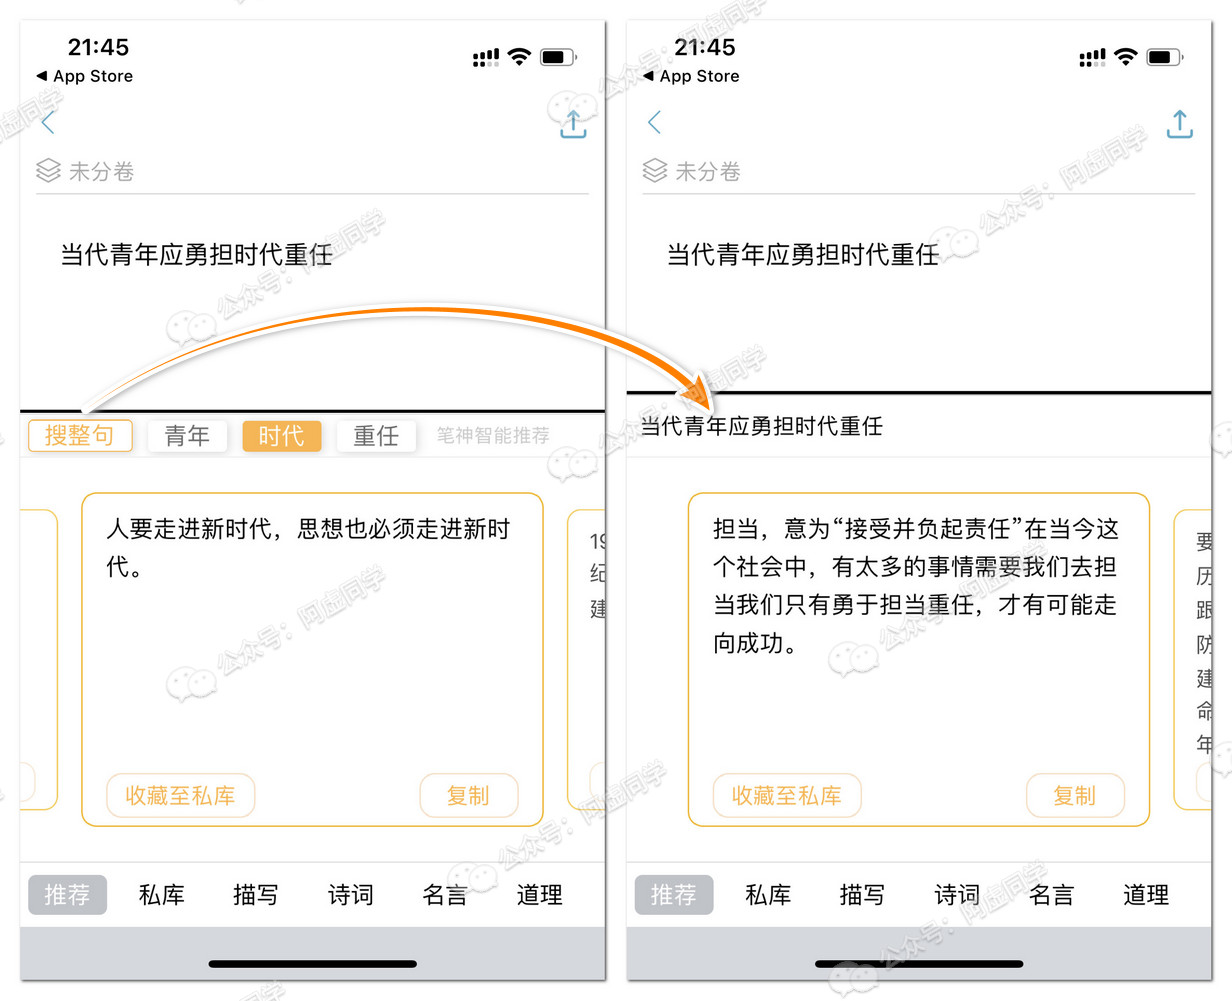 21:45
App Store
未分卷
当代青年应勇担时代重任
搜整句 青年 时代 重任 笔神智能推荐
人要走进新时代，思想也必须走进新时
代。
19
纪
建
收藏至私库 复制
推荐 私库 描写 诗词 名言 道理
21:45
App Store
未分卷
当代青年应勇担时代重任
当代青年应勇担时代重任
担当，意为“接受并负起责任”在当今这
个社会中，有太多的事情需要我们去担
当我们只有勇于担当重任，才有可能走
向成功。
要
历
跟
防
建
命
年
收藏至私库 复制
推荐 私库 描写 诗词 名言 道理
公众号：阿虚同学